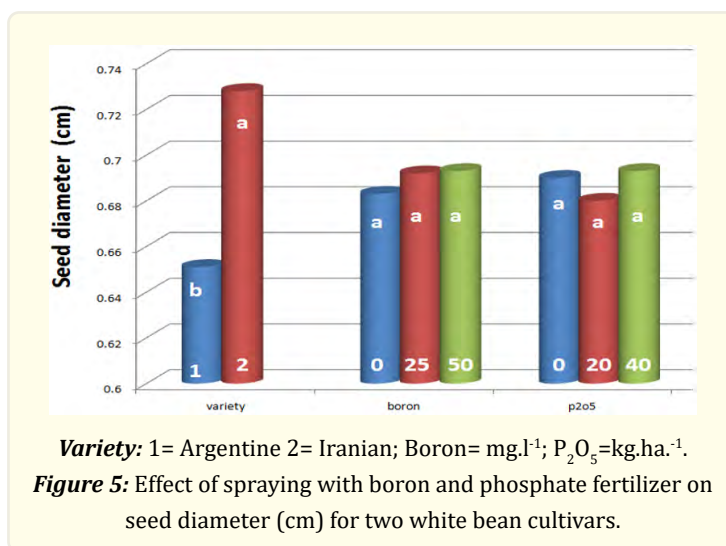 0.74
0.72
0.7
0.68
0.66
0.64
0.62
0.6
Seed diameter (cm)
b a a a a a a a
1 2 0 25 50 0 20 40
variety boron p2o5
Variety: 1= Argentine 2= Iranian; Boron= mg.l⁻¹; P₂O₅=kg.ha.⁻¹.
Figure 5: Effect of spraying with boron and phosphate fertilizer on
seed diameter (cm) for two white bean cultivars.